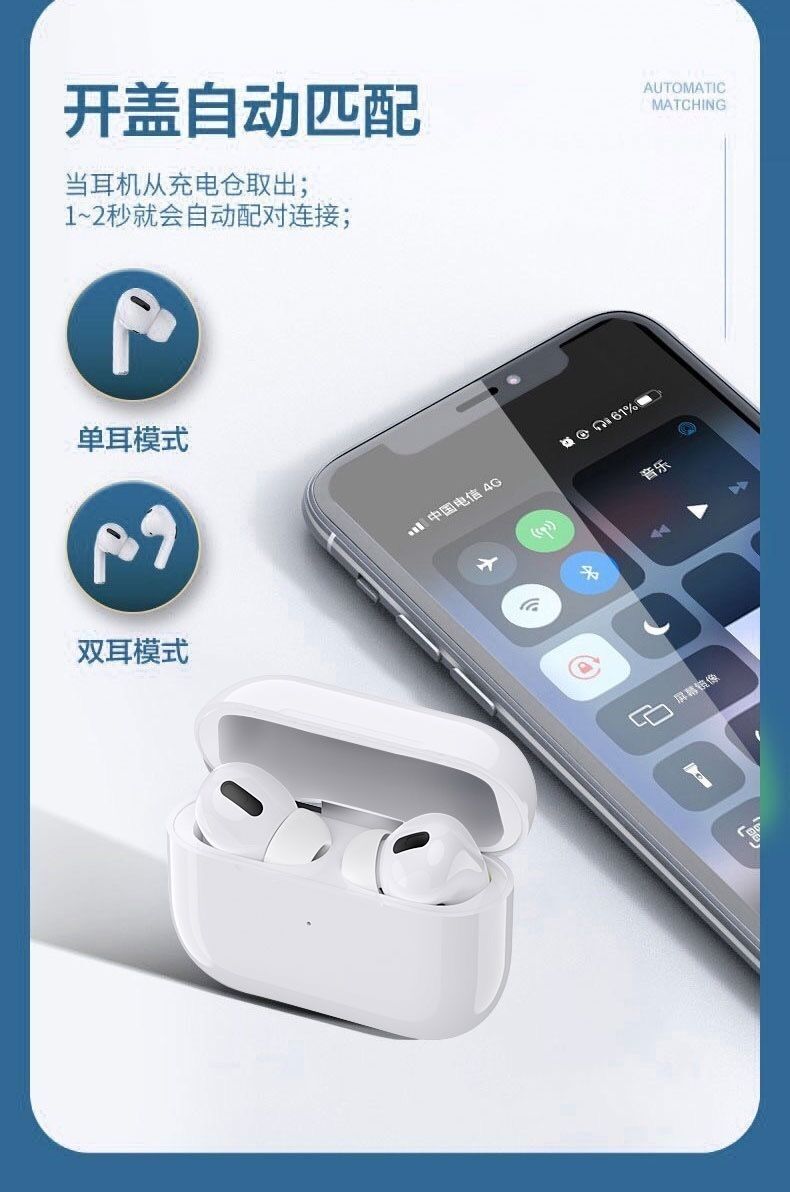 开盖自动匹配
AUTOMATIC
MATCHING
当耳机从充电仓取出；
1~2秒就会自动配对连接；
单耳模式
双耳模式
中国电信 4G
61%
音乐
屏幕镜像